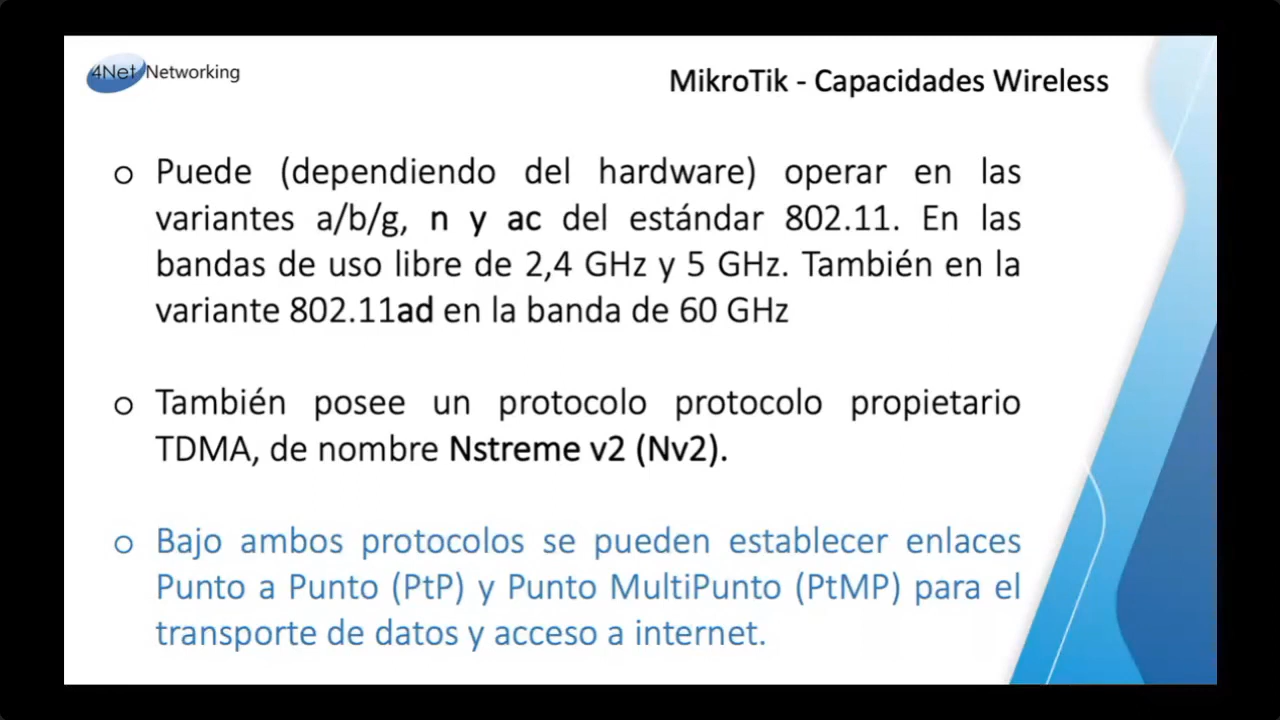 4Net Networking
MikroTik - Capacidades Wireless
o Puede (dependiendo del hardware) operar en las
variantes a/b/g, n y ac del estándar 802.11. En las
bandas de uso libre de 2,4 GHz y 5 GHz. También en la
variante 802.11ad en la banda de 60 GHz
o También posee un protocolo protocolo propietario
TDMA, de nombre Nstreme v2 (Nv2).
o Bajo ambos protocolos se pueden establecer enlaces
Punto a Punto (PtP) y Punto MultiPunto (PtMP) para el
transporte de datos y acceso a internet.